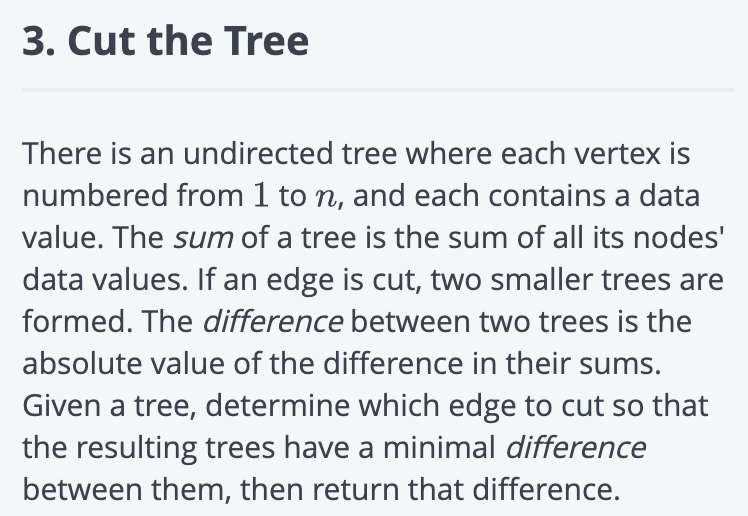 3. Cut the Tree
There is an undirected tree where each vertex is
numbered from 1 to n, and each contains a data
value. The sum of a tree is the sum of all its nodes'
data values. If an edge is cut, two smaller trees are
formed. The difference between two trees is the
absolute value of the difference in their sums.
Given a tree, determine which edge to cut so that
the resulting trees have a minimal difference
between them, then return that difference.